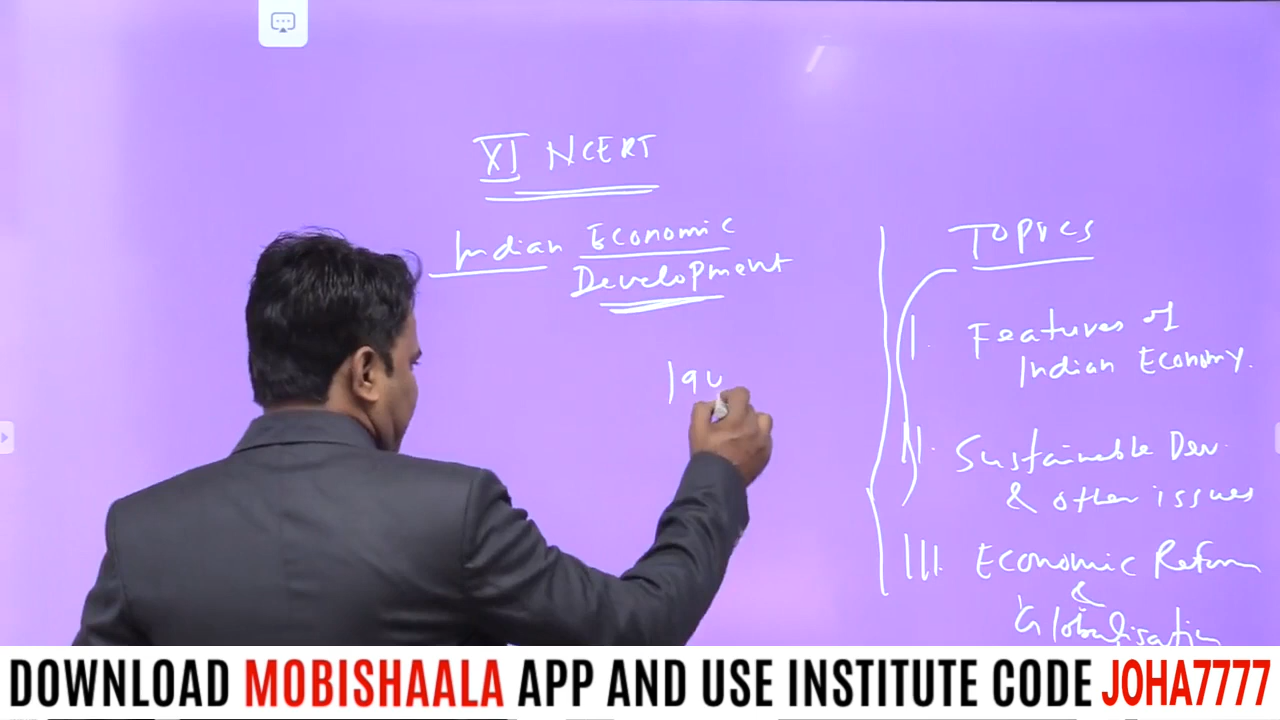 XI NCERT
Indian Economic
Development
19
Topics
I. Features of
Indian Economy.
II. Sustainable Dev.
& other issues
III. Economic Reform
&
Globalisation
DOWNLOAD MOBISHAALA APP AND USE INSTITUTE CODE JOHA7777